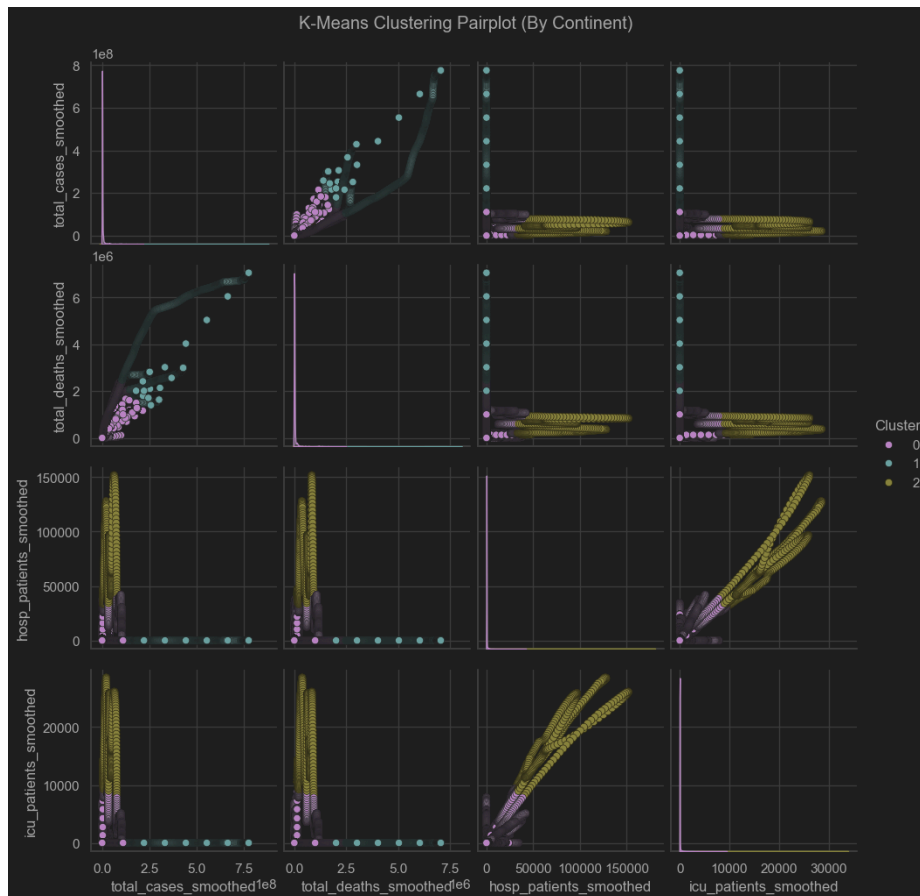 K-Means Clustering Pairplot (By Continent)
1e8
8
6
4
2
0
total_cases_smoothed
1e6
6
4
2
0
total_deaths_smoothed
Cluster
0
1
2
150000
100000
50000
0
hosp_patients_smoothed
20000
10000
0
icu_patients_smoothed
0.0 2.5 5.0 7.5 0.0 2.5 5.0 7.5 0 50000 100000 150000 0 10000 20000 30000
total_cases_smoothed 1e8 total_deaths_smoothed 1e6 hosp_patients_smoothed icu_patients_smoothed